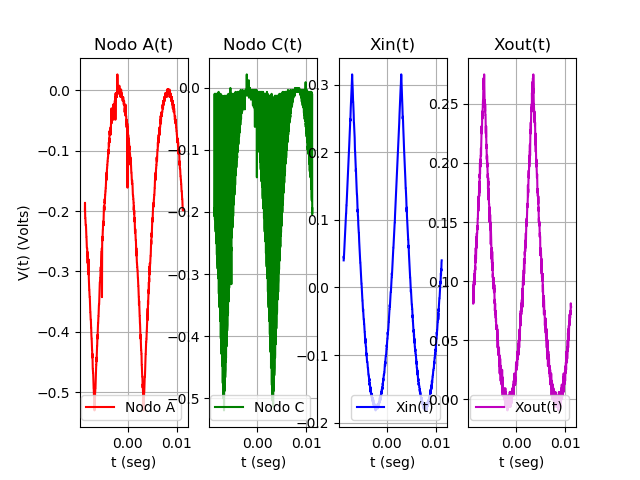 Nodo A(t)
Nodo C(t)
Xin(t)
Xout(t)
V(t) (Volts)
0.0
−0.1
−0.2
−0.3
−0.4
−0.5
0.00
0.01
t (seg)
Nodo A
0.0
−0.1
−0.2
−0.3
−0.4
−0.5
0.00
0.01
t (seg)
Nodo C
0.3
0.2
0.1
0.0
−0.1
−0.2
0.00
0.01
t (seg)
Xin(t)
0.25
0.20
0.15
0.10
0.05
0.00
0.00
0.01
t (seg)
Xout(t)